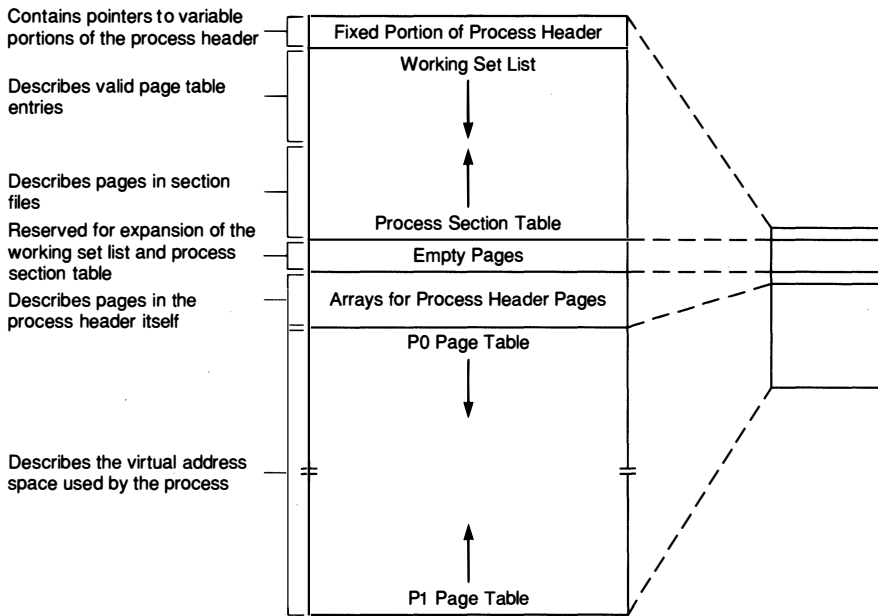 Contains pointers to variable
portions of the process header
Fixed Portion of Process Header
Working Set List
Describes valid page table
entries
Describes pages in section
files
Process Section Table
Reserved for expansion of the
working set list and process
section table
Empty Pages
Describes pages in the
process header itself
Arrays for Process Header Pages
P0 Page Table
Describes the virtual address
space used by the process
P1 Page Table